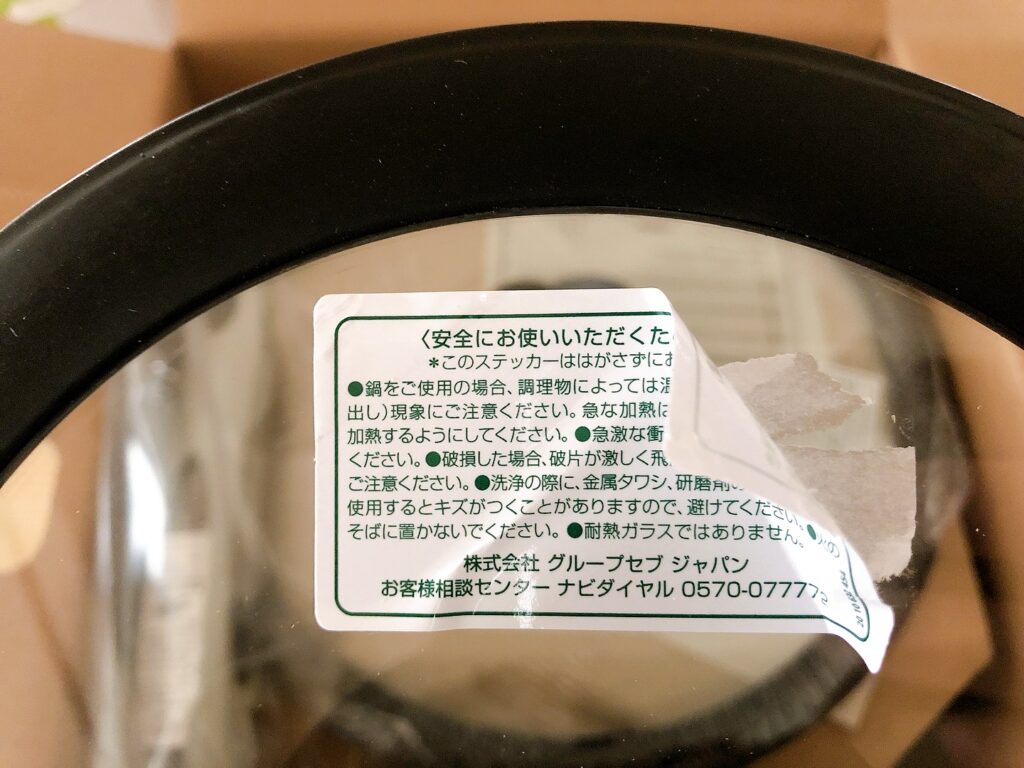 〈安全にお使いいただくた
＊このステッカーははがさずにお
●鍋をご使用の場合、調理物によっては温
出し）現象にご注意ください。急な加熱は
加熱するようにしてください。●急激な衝
ください。●破損した場合、破片が激しく飛
ご注意ください。●洗浄の際に、金属タワシ、研磨剤
使用するとキズがつくことがありますので、避けてください。
そばに置かないでください。●耐熱ガラスではありません。●火の
株式会社 グループセブ ジャパン
お客様相談センター ナビダイヤル 0570-077772